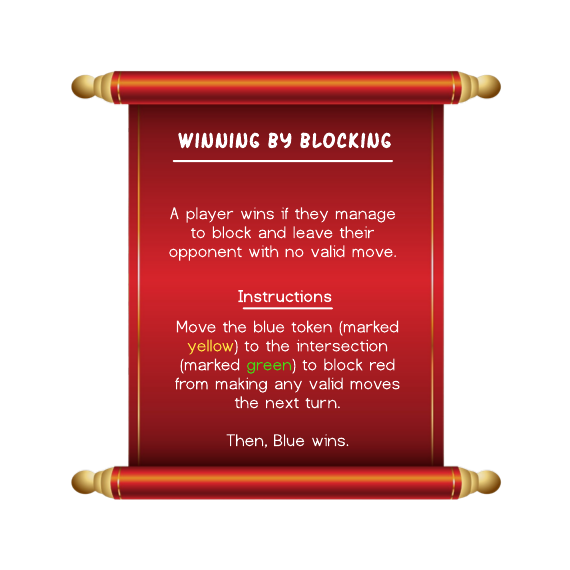 WINNING BY BLOCKING
A player wins if they manage
to block and leave their
opponent with no valid move.
Instructions
Move the blue token (marked
yellow) to the intersection
(marked green) to block red
from making any valid moves
the next turn.
Then, Blue wins.